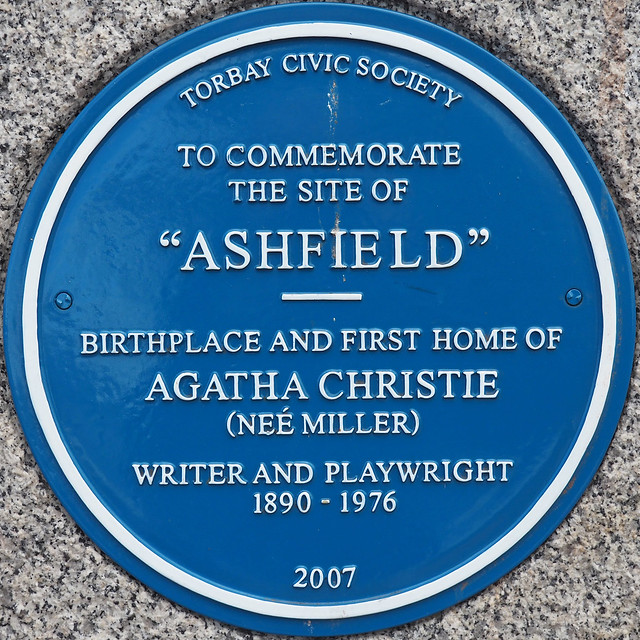 TORBAY CIVIC SOCIETY
TO COMMEMORATE
THE SITE OF
“ASHFIELD”
BIRTHPLACE AND FIRST HOME OF
AGATHA CHRISTIE
(NEÉ MILLER)
WRITER AND PLAYWRIGHT
1890 - 1976
2007